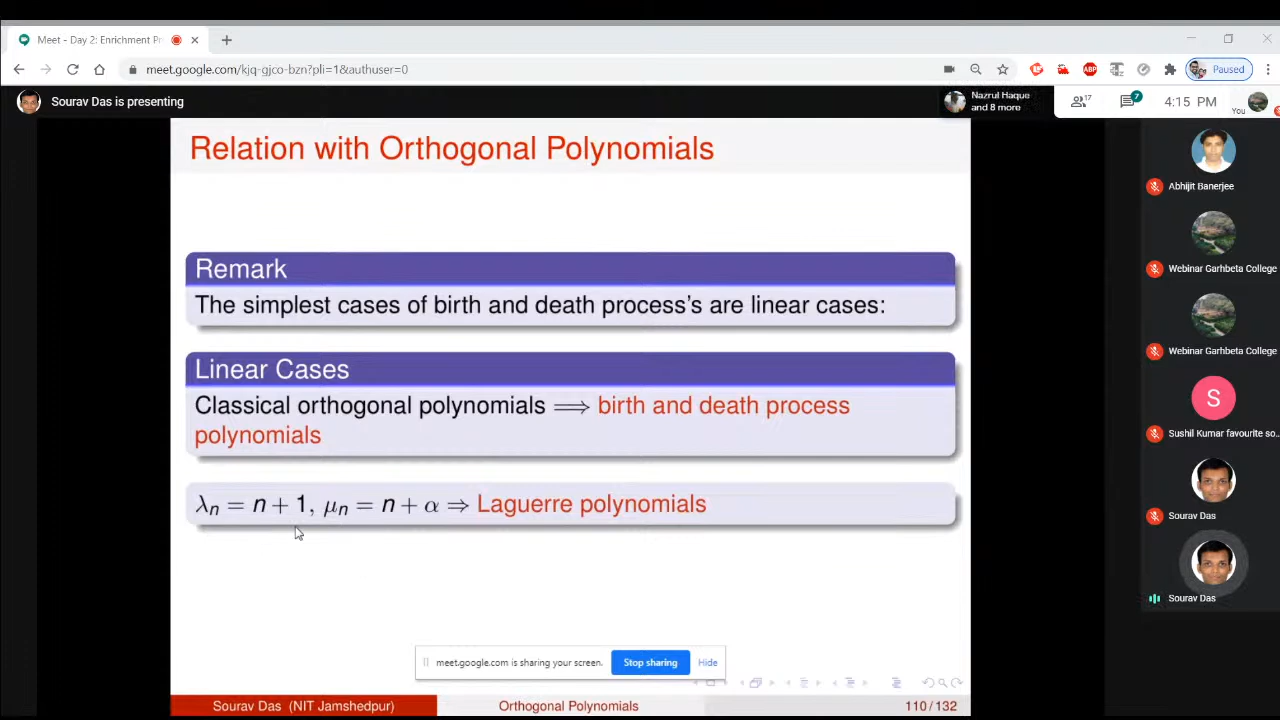 Meet - Day 2: Enrichment Pr
meet.google.com/kjq-gjco-bzn?pli=1&authuser=0
ABP
Paused
Sourav Das is presenting
Nazrul Haque
and 8 more
17
7
4:15 PM
You
Relation with Orthogonal Polynomials
Remark
The simplest cases of birth and death process's are linear cases:
Linear Cases
Classical orthogonal polynomials ⟹ birth and death process
polynomials
λn = n + 1, μn = n + α ⇒ Laguerre polynomials
Abhijit Banerjee
Webinar Garhbeta College
Webinar Garhbeta College
S
Sushil Kumar favourite so...
Sourav Das
Sourav Das
meet.google.com is sharing your screen.
Stop sharing
Hide
Sourav Das (NIT Jamshedpur)
Orthogonal Polynomials
110 / 132